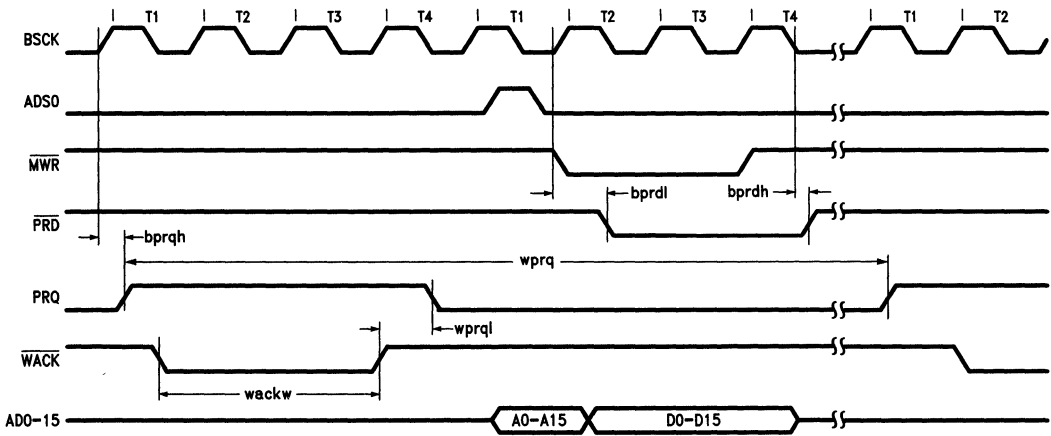 T1 T2 T3 T4 T1 T2 T3 T4 T1 T2
BSCK
ADS0
MWR
bprdl bprdh
PRD
bprqh
wprq
PRQ
wprql
WACK
wackw
AD0-15 A0-A15 D0-D15